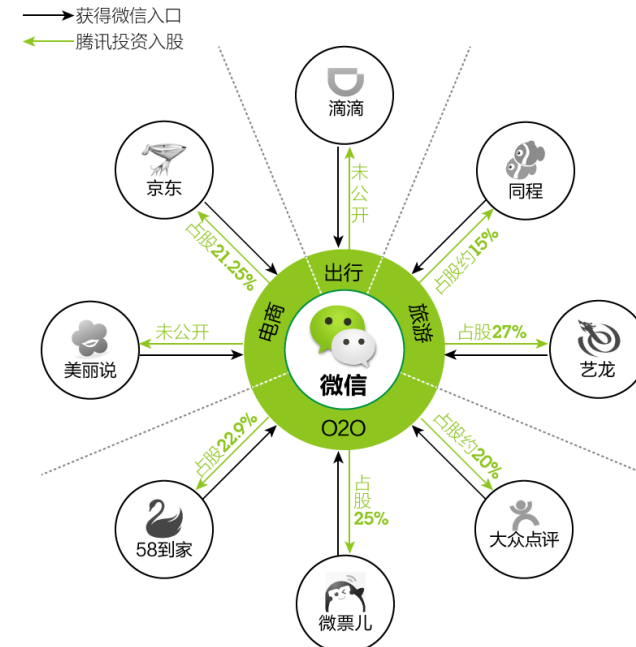 获得微信入口
腾讯投资入股
滴滴
京东
同程
未公开
占股21.25%
占股约15%
出行
电商
旅游
微信
O2O
美丽说
未公开
占股27%
艺龙
占股22.9%
占股25%
占股约20%
58到家
微票儿
大众点评